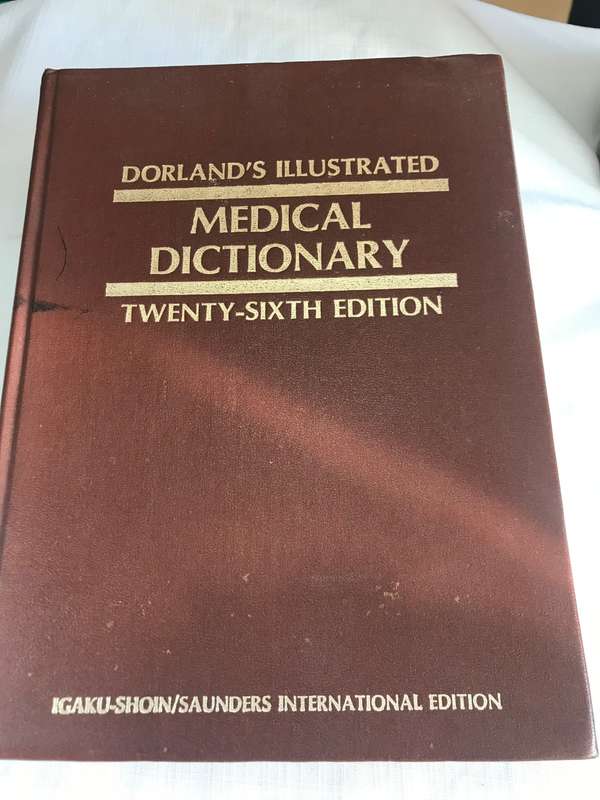 DORLAND'S ILLUSTRATED
MEDICAL
DICTIONARY
TWENTY-SIXTH EDITION
IGAKU-SHOIN/SAUNDERS INTERNATIONAL EDITION